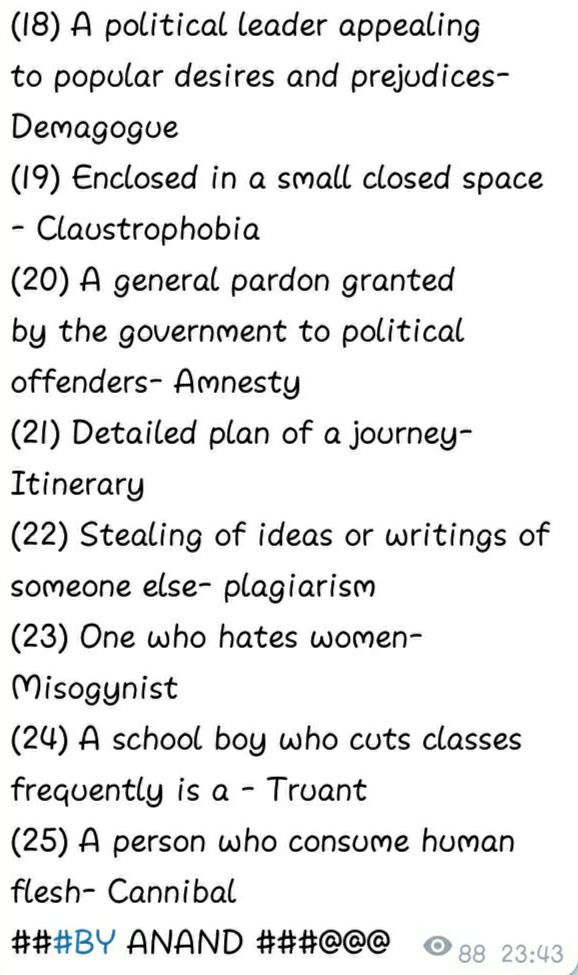 (18) A political leader appealing
to popular desires and prejudices-
Demagogue
(19) Enclosed in a small closed space
- Claustrophobia
(20) A general pardon granted
by the government to political
offenders- Amnesty
(21) Detailed plan of a journey-
Itinerary
(22) Stealing of ideas or writings of
someone else- plagiarism
(23) One who hates women-
Misogynist
(24) A school boy who cuts classes
frequently is a - Truant
(25) A person who consume human
flesh- Cannibal
###BY ANAND ###@@@ 88 23:43